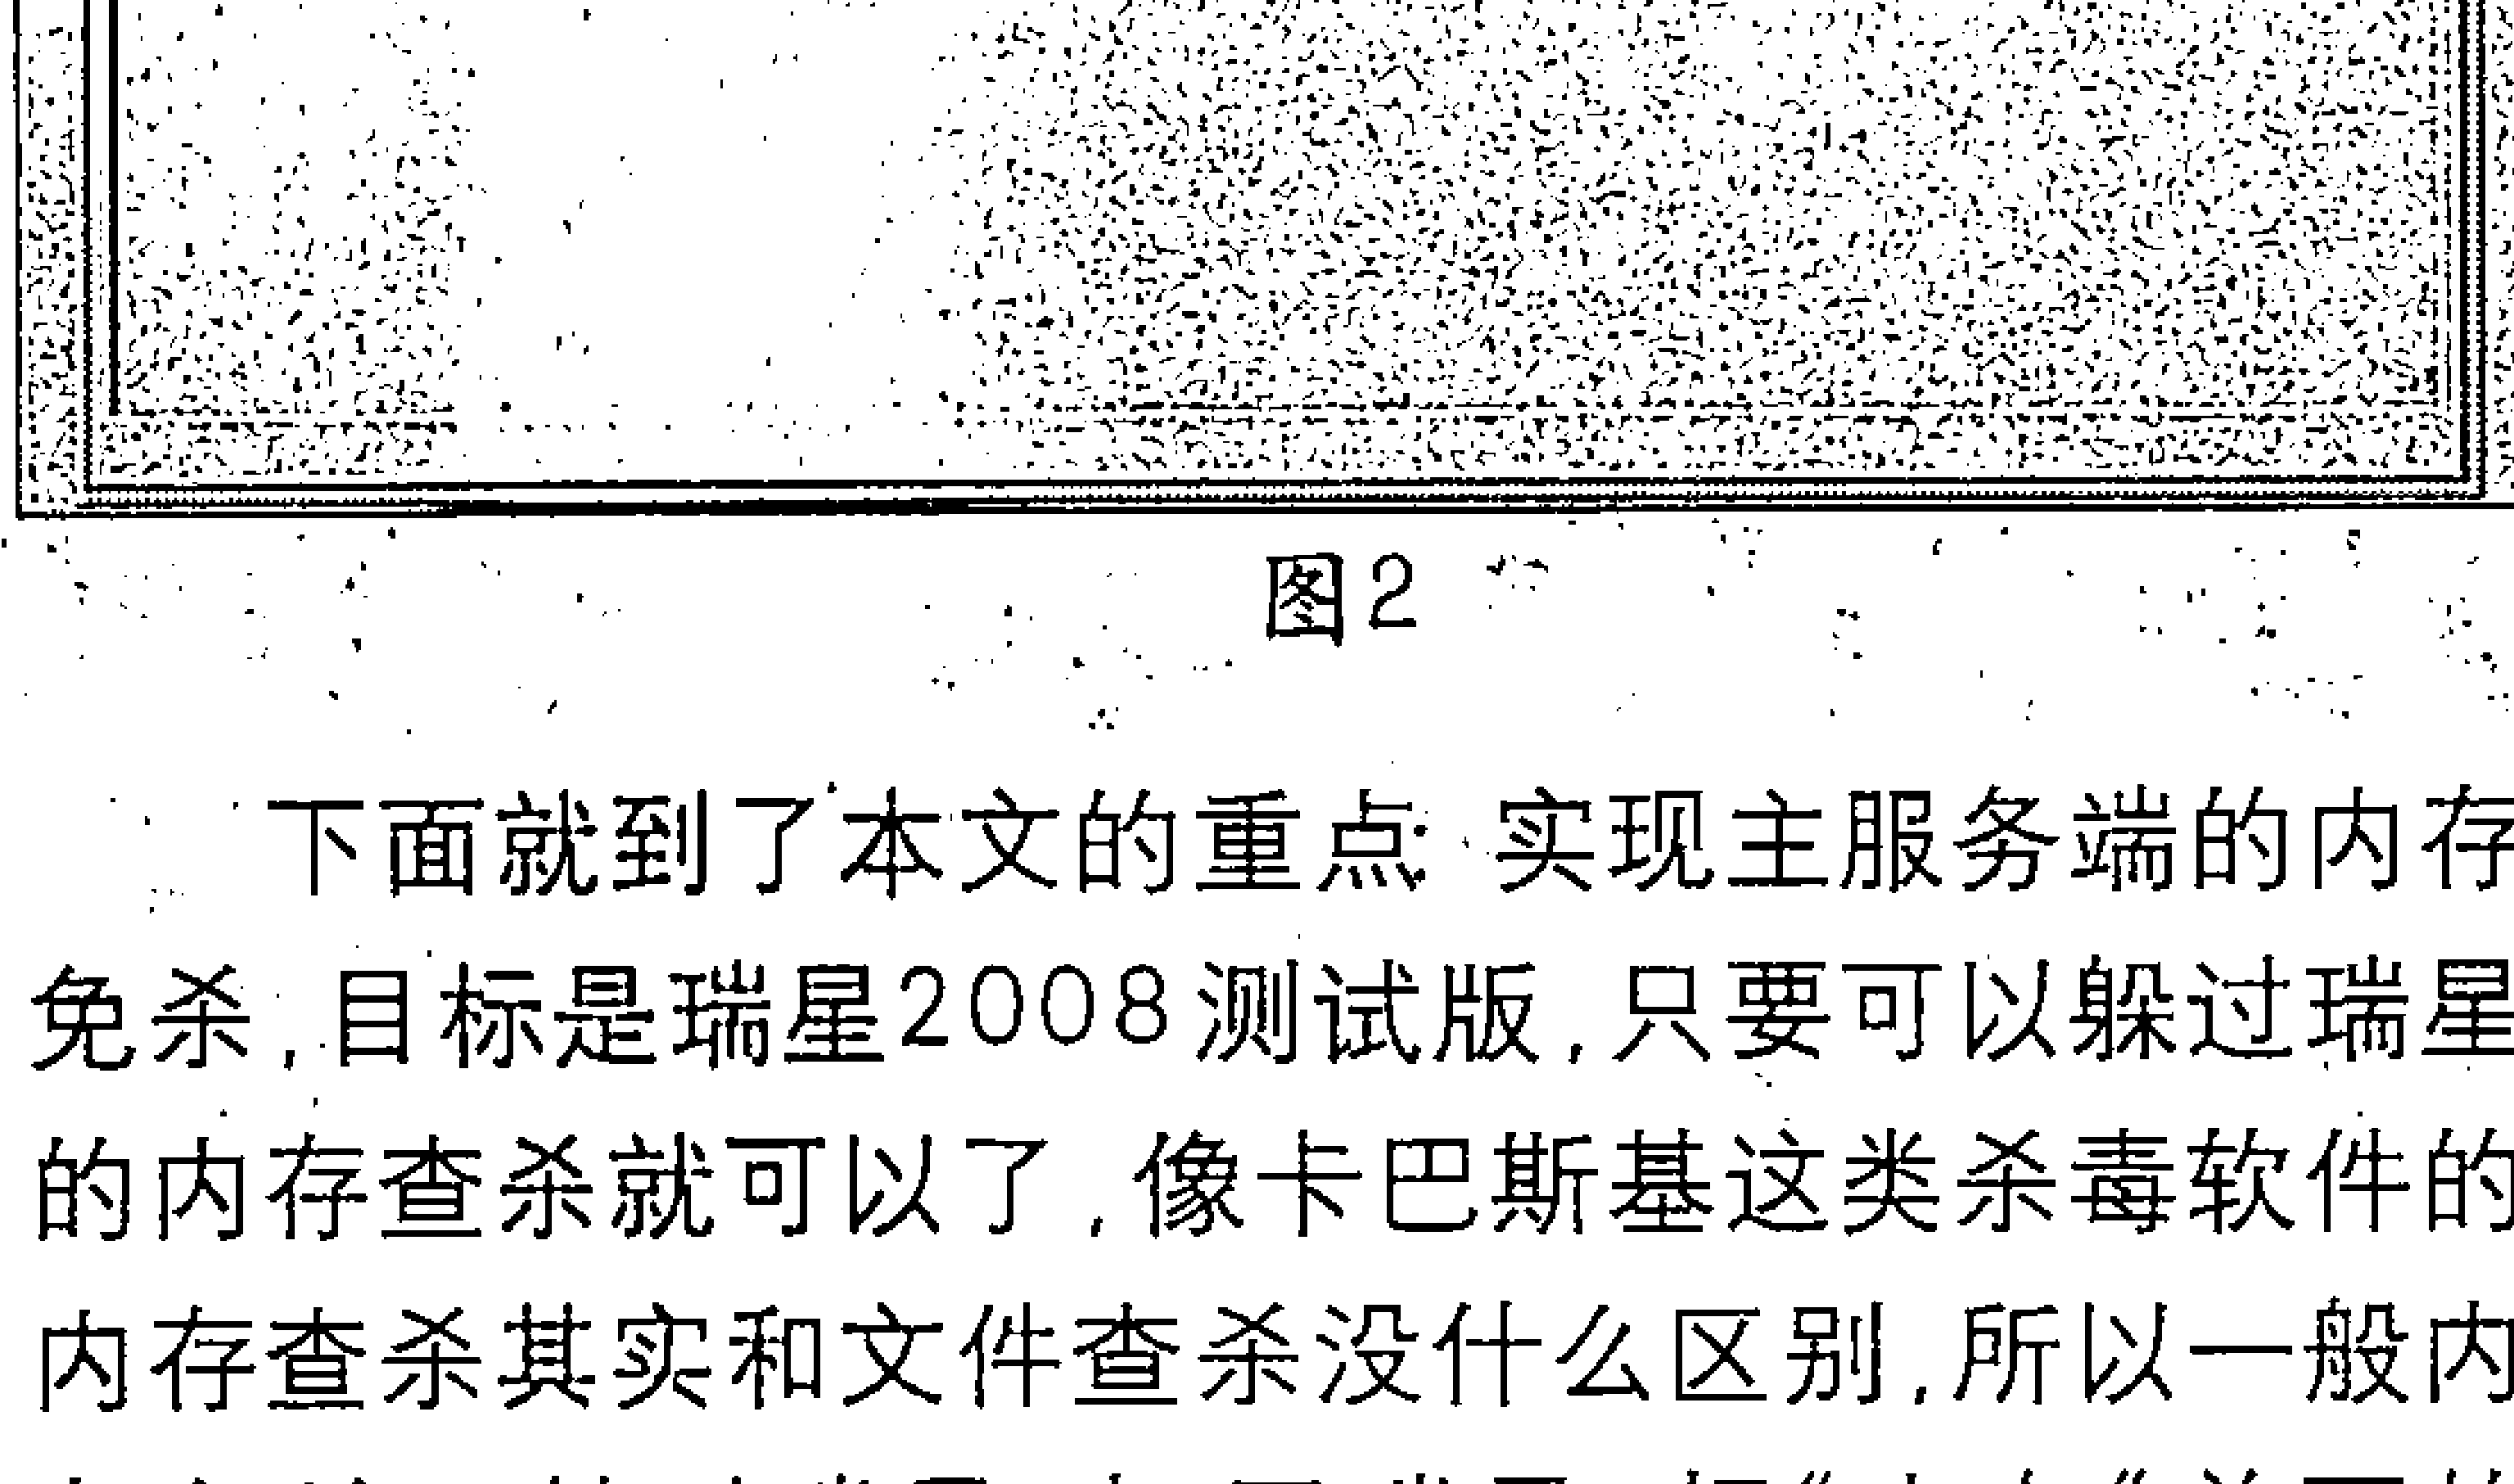 图2
下面就到了本文的重点: 实现主服务端的内存
免杀,目标是瑞星2008测试版,只要可以躲过瑞星
的内存查杀就可以了,像卡巴斯基这类杀毒软件的
内存查杀其实和文件查杀没什么区别,所以一般内